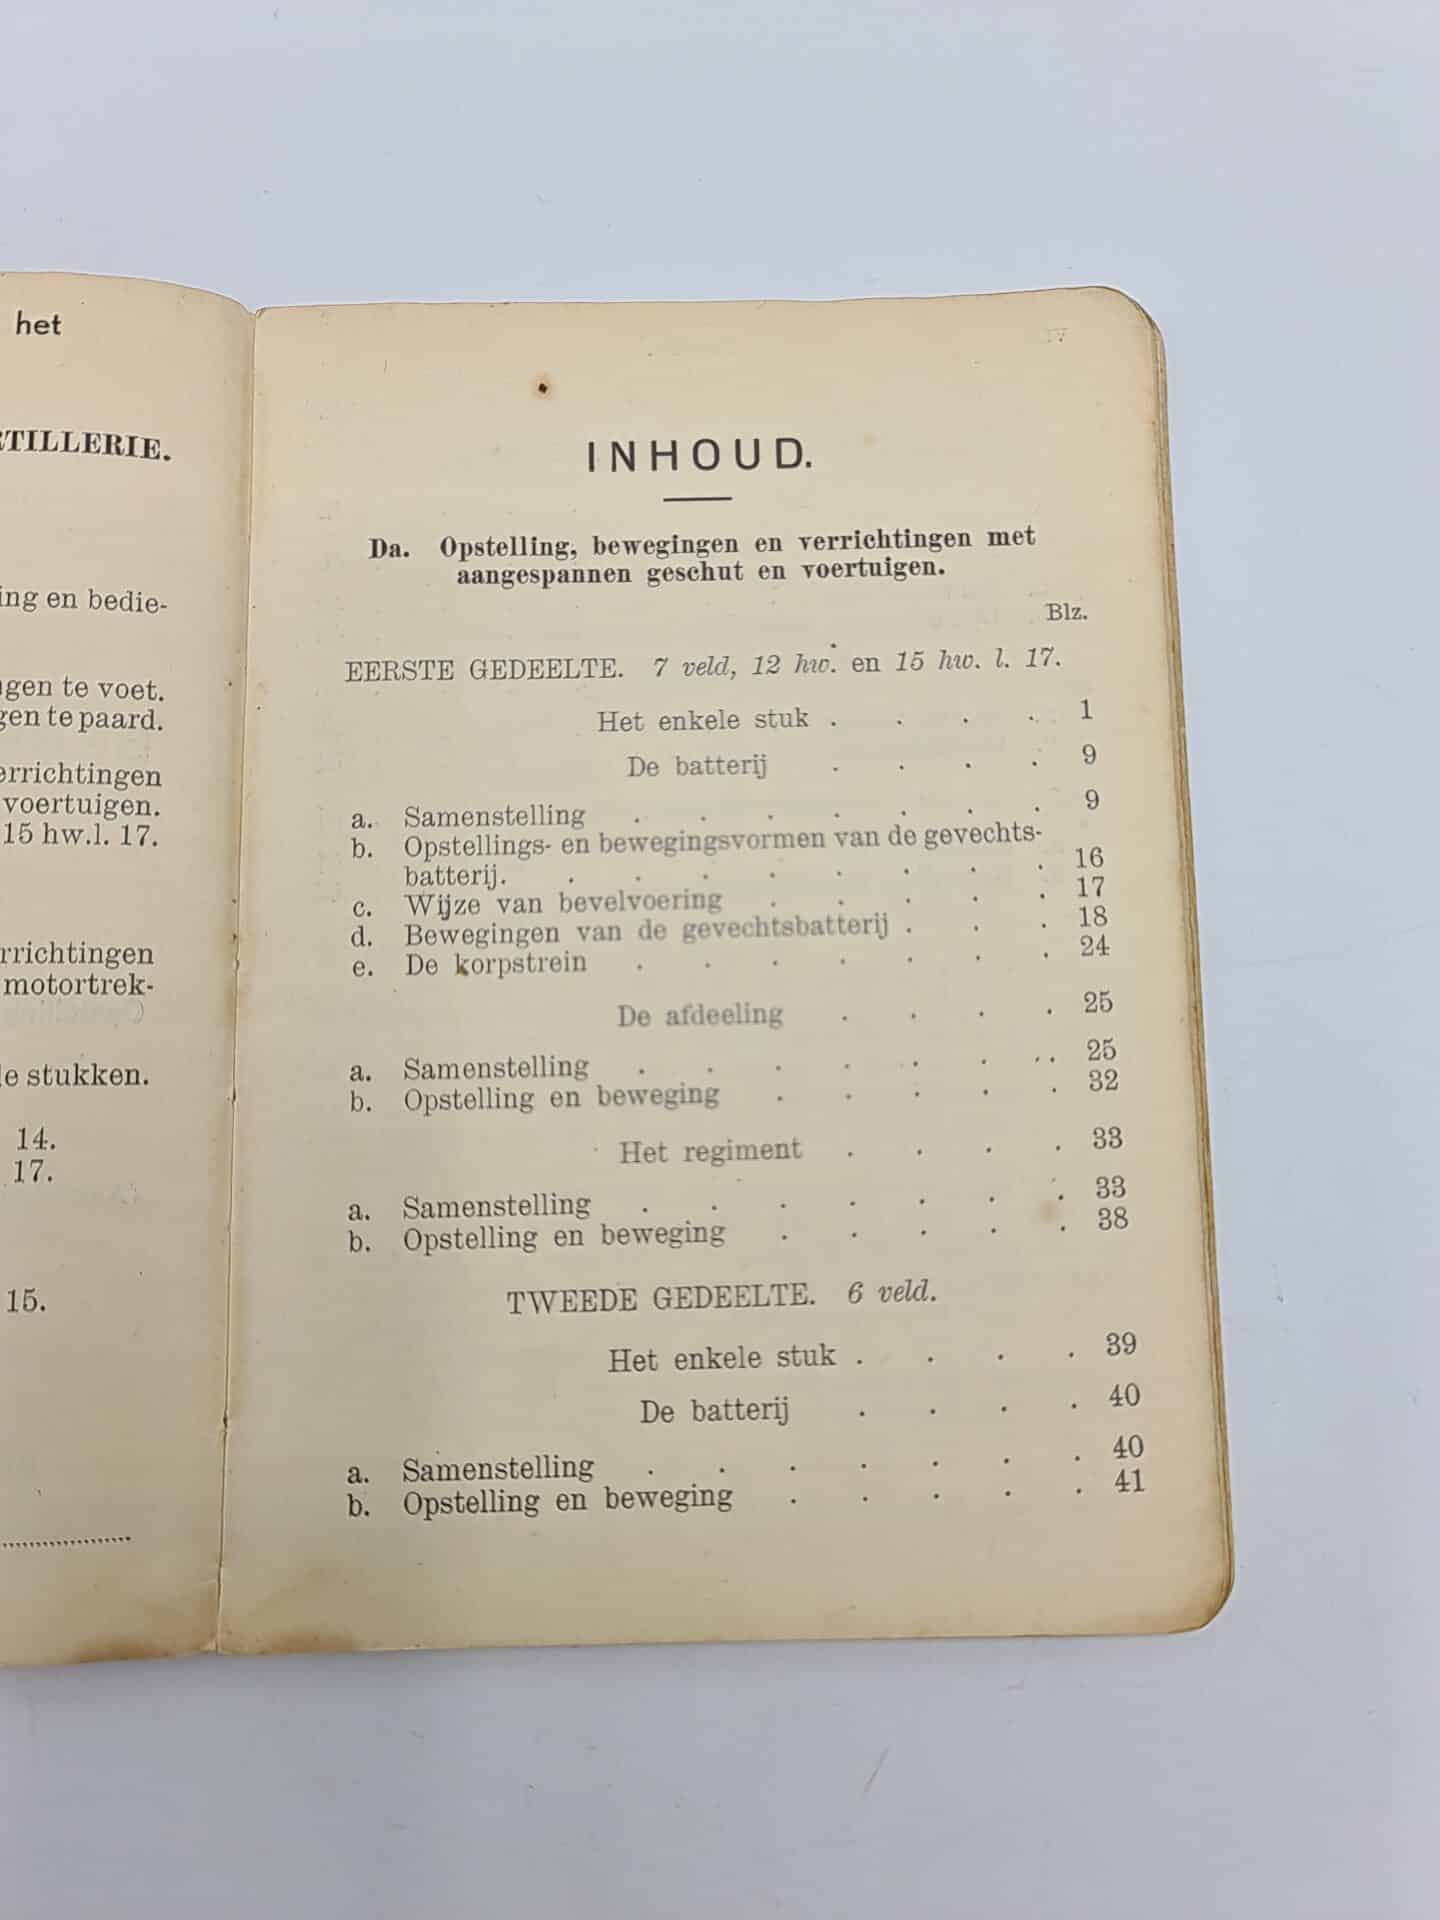 het
RTILLERIE.
ing en bedie-
gen te voet.
gen te paard.
errichtingen
voertuigen.
15 hw.l. 17.
rrichtingen
motortrek-
le stukken.
14.
17.
15.
INHOUD.
Da. Opstelling, bewegingen en verrichtingen met
aangespannen geschut en voertuigen.
Blz.
EERSTE GEDEELTE. 7 veld, 12 hw. en 15 hw. l. 17.
Het enkele stuk . . . . 1
De batterij . . . . 9
a. Samenstelling . . . . . . . 9
b. Opstellings- en bewegingsvormen van de gevechts-
batterij. . . . . . . . . 16
c. Wijze van bevelvoering . . . . . 17
d. Bewegingen van de gevechtsbatterij . . . 18
e. De korpstrein . . . . . . . 24
De afdeeling . . . . 25
a. Samenstelling . . . . . . . 25
b. Opstelling en beweging . . . . . 32
Het regiment . . . . 33
a. Samenstelling . . . . . . . 33
b. Opstelling en beweging . . . . . 38
TWEEDE GEDEELTE. 6 veld.
Het enkele stuk . . . . 39
De batterij . . . . 40
a. Samenstelling . . . . . . . 40
b. Opstelling en beweging . . . . . 41